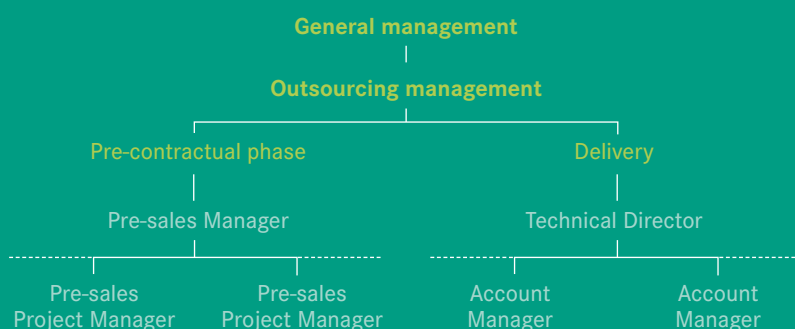 General management
Outsourcing management
Pre-contractual phase
Delivery
Pre-sales Manager
Technical Director
Pre-sales
Project Manager
Pre-sales
Project Manager
Account
Manager
Account
Manager